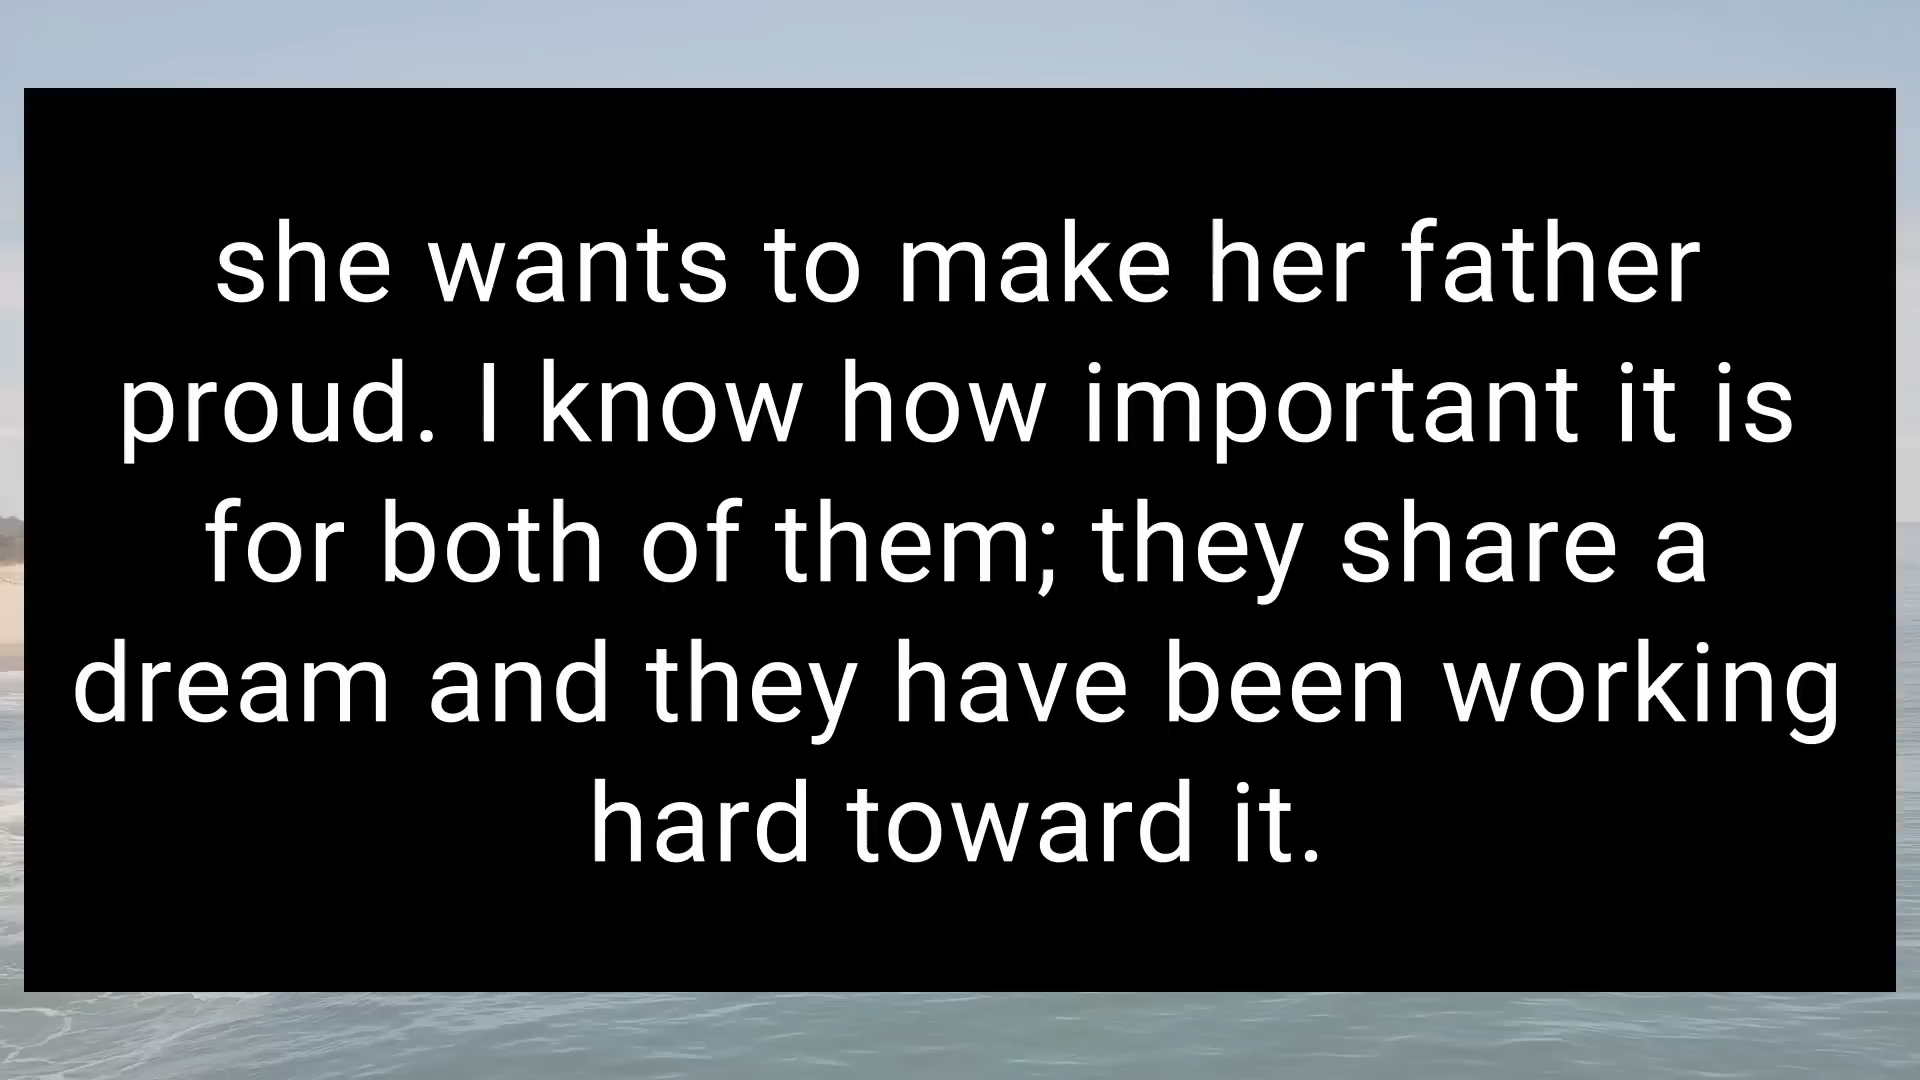 she wants to make her father
proud. I know how important it is
for both of them; they share a
dream and they have been working
hard toward it.